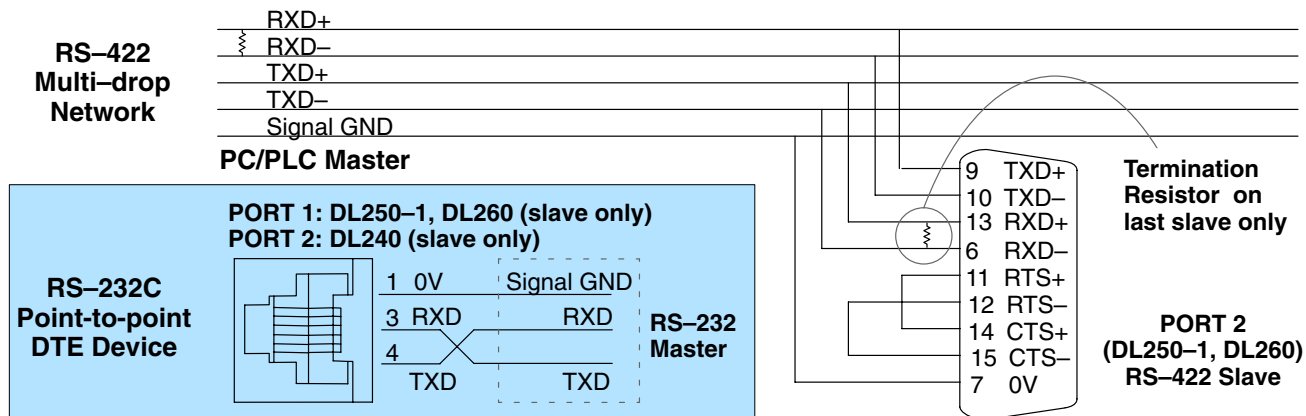 RS–422
Multi–drop
Network
RXD+
RXD–
TXD+
TXD–
Signal GND
PC/PLC Master
9 TXD+
10 TXD–
13 RXD+
6 RXD–
11 RTS+
12 RTS–
14 CTS+
15 CTS–
7 0V
Termination
Resistor on
last slave only
PORT 2
(DL250–1, DL260)
RS–422 Slave
PORT 1: DL250–1, DL260 (slave only)
PORT 2: DL240 (slave only)
RS–232C
Point-to-point
DTE Device
1 0V Signal GND
3 RXD RXD
4
TXD TXD
RS–232
Master